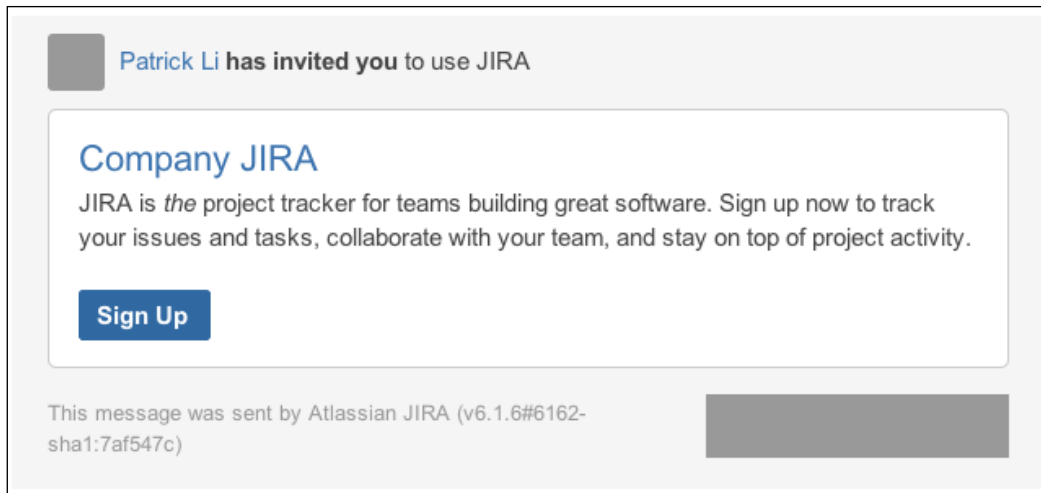 Patrick Li has invited you to use JIRA
Company JIRA
JIRA is the project tracker for teams building great software. Sign up now to track
your issues and tasks, collaborate with your team, and stay on top of project activity.
Sign Up
This message was sent by Atlassian JIRA (v6.1.6#6162-
sha1:7af547c)